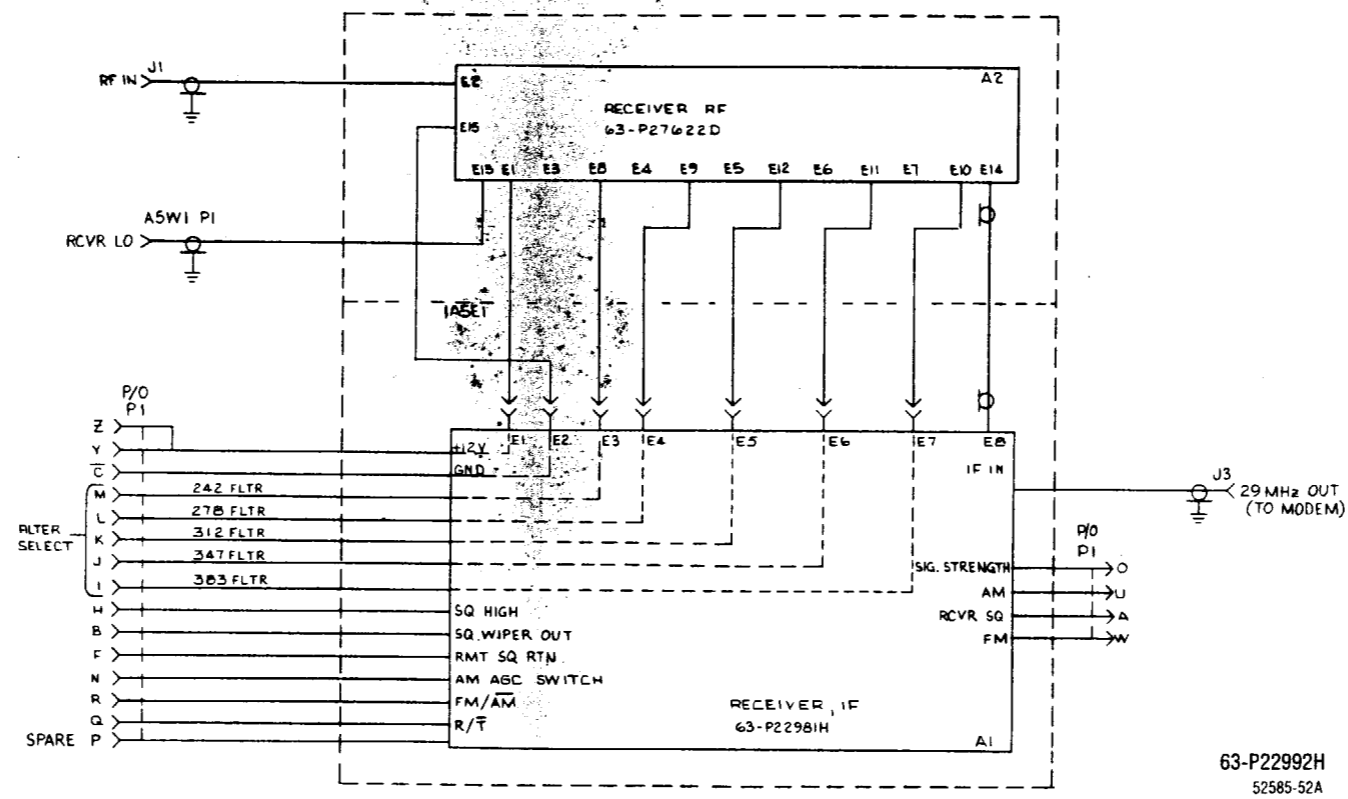 J1
RF IN
E2
A2
RECEIVER RF
63-P27622D
E15
E13 E1 E3 E8 E4 E9 E5 E12 E6 E11 E7 E10 E14
A5W1 P1
RCVR LO
1A5E1
P/O
P1
Z
Y
C̅
M
L
K
J
I
H
B
F
N
R
Q
SPARE P
SELECT
242 FLTR
278 FLTR
312 FLTR
347 FLTR
383 FLTR
+12V
GND
E1 E2 E3 E4 E5 E6 E7 E8
IF IN
SQ HIGH
SQ. WIPER OUT
RMT SQ RTN.
AM AGC SWITCH
FM/A̅M̅
R/T̅
RECEIVER, IF
63-P22981H
A1
J3
29 MHz OUT
(TO MODEM)
P/O
P1
SIG. STRENGTH O
AM U
RCVR SQ A
FM W
63-P22992H
52585-52A